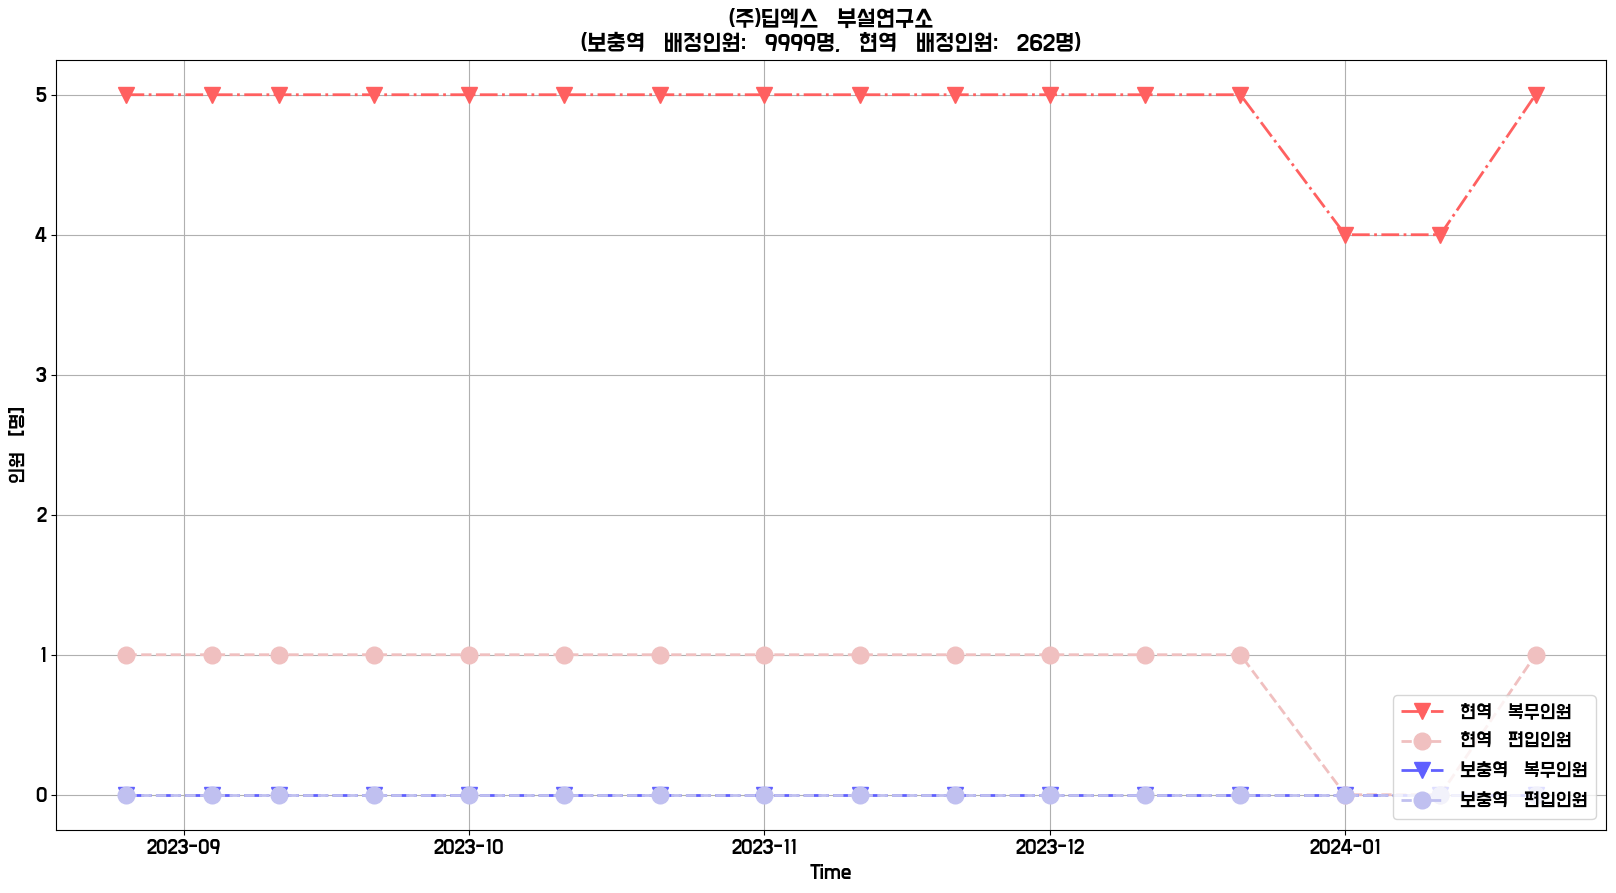 (주)딥엑스 부설연구소
(보충역 배정인원: 9999명, 현역 배정인원: 262명)
인원 [명]
5
4
3
2
1
0
2023-09
2023-10
2023-11
2023-12
2024-01
Time
현역 복무인원
현역 편입인원
보충역 복무인원
보충역 편입인원